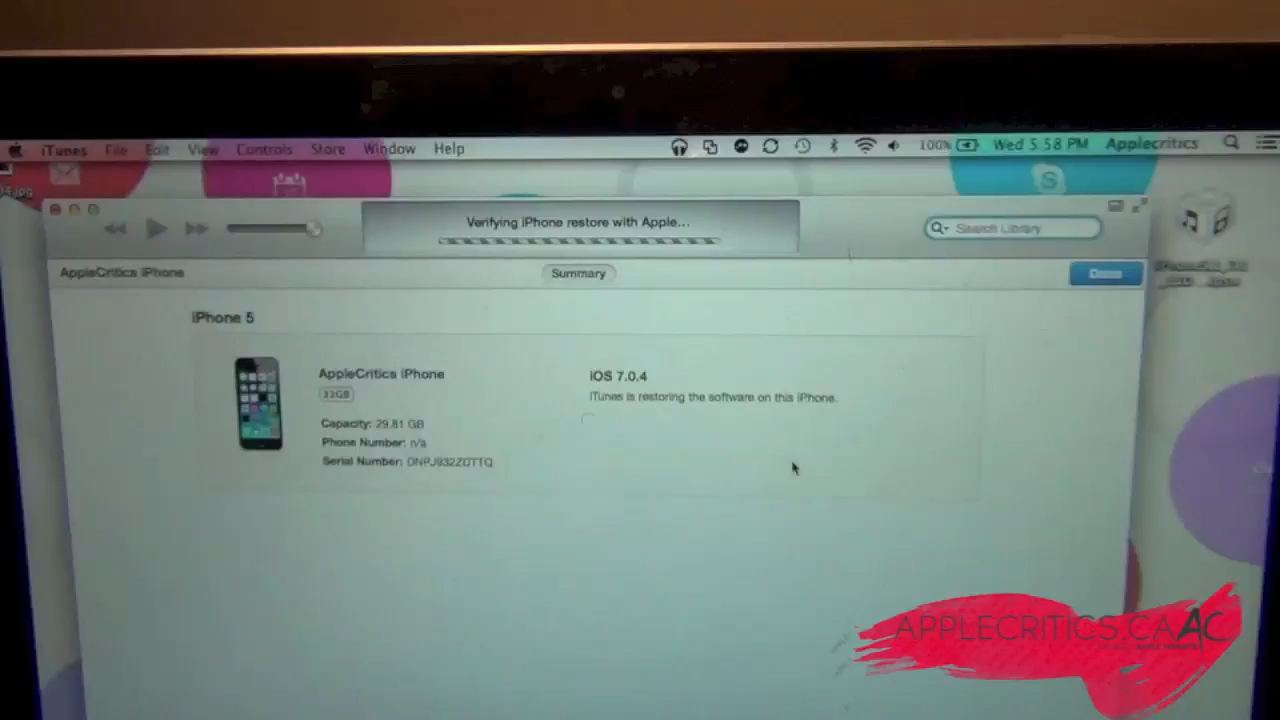 iTunes File Edit View Controls Store Window Help 100% Wed 5:58 PM Applecritics
Verifying iPhone restore with Apple...
Search Library
AppleCritics iPhone Summary Done
iPhone 5
AppleCritics iPhone
32GB
Capacity: 29.81 GB
Phone Number: n/a
Serial Number:
iOS 7.0.4
iTunes is restoring the software on this iPhone.
APPLECRITICS.CA AC